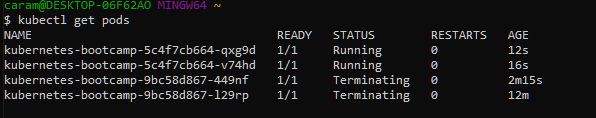 caram@DESKTOP-06F62AO MINGW64 ~
$ kubectl get pods
NAME READY STATUS RESTARTS AGE
kubernetes-bootcamp-5c4f7cb664-qxg9d 1/1 Running 0 12s
kubernetes-bootcamp-5c4f7cb664-v74hd 1/1 Running 0 16s
kubernetes-bootcamp-9bc58d867-449nf 1/1 Terminating 0 2m15s
kubernetes-bootcamp-9bc58d867-l29rp 1/1 Terminating 0 12m